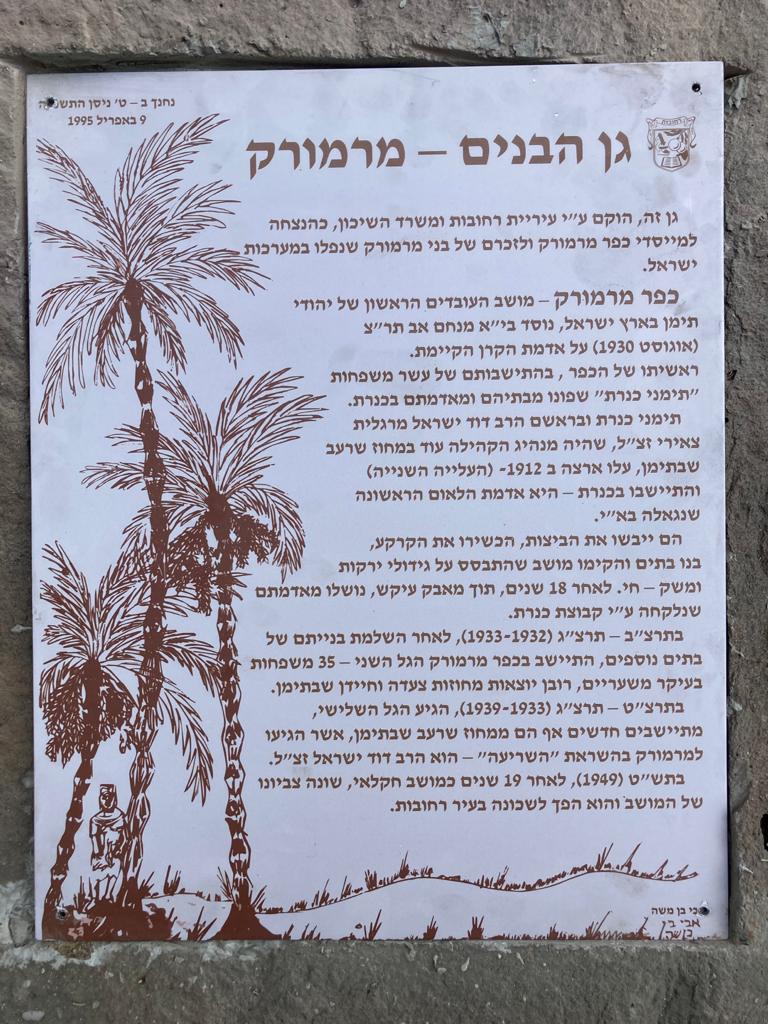 נחנך ב – ט׳ ניסן
9 באפריל 1995
רחובות
גן הבנים – מרמורק
גן זה, הוקם ע״י עיריית רחובות ומשרד השיכון, כהנצחה
למייסדי כפר מרמורק ולזכרם של בני מרמורק שנפלו במערכות
ישראל.
כפר מרמורק – מושב העובדים הראשון של יהודי
תימן בארץ ישראל, נוסד בי״א מנחם אב תר״צ
(אוגוסט 1930) על אדמת הקרן הקיימת.
ראשיתו של הכפר , בהתישבותם של עשר משפחות
״תימני כנרת״ שפונו מבתיהם ומאדמתם בכנרת.
תימני כנרת ובראשם הרב דוד ישראל מרגלית
צאירי זצ״ל, שהיה מנהיג הקהילה עוד במחוז שרעב
שבתימן, עלו ארצה ב 1912- (העלייה השנייה)
והתיישבו בכנרת – היא אדמת הלאום הראשונה
שנגאלה בא״י.
הם ייבשו את הביצות, הכשירו את הקרקע,
בנו בתים והקימו מושב שהתבסס על גידולי ירקות
ומשק – חי. לאחר 18 שנים, תוך מאבק עיקש, נושלו מאדמתם
שנלקחה ע״י קבוצת כנרת.
בתרצ״ב – תרצ״ג (1933-1932), לאחר השלמת בנייתם של
בתים נוספים, התיישב בכפר מרמורק הגל השני – 35 משפחות
בעיקר משעריים, רובן יוצאות מחוזות צעדה וחיידן שבתימן.
בתרצ״ט – תרצ״ג (1939-1933), הגיע הגל השלישי,
מתיישבים חדשים אף הם ממחוז שרעב שבתימן, אשר הגיעו
למרמורק בהשראת ״השריעה״ – הוא הרב דוד ישראל זצ״ל.
בתש״ט (1949), לאחר 19 שנים כמושב חקלאי, שונה צביונו
של המושב והוא הפך לשכונה בעיר רחובות.
בן משה